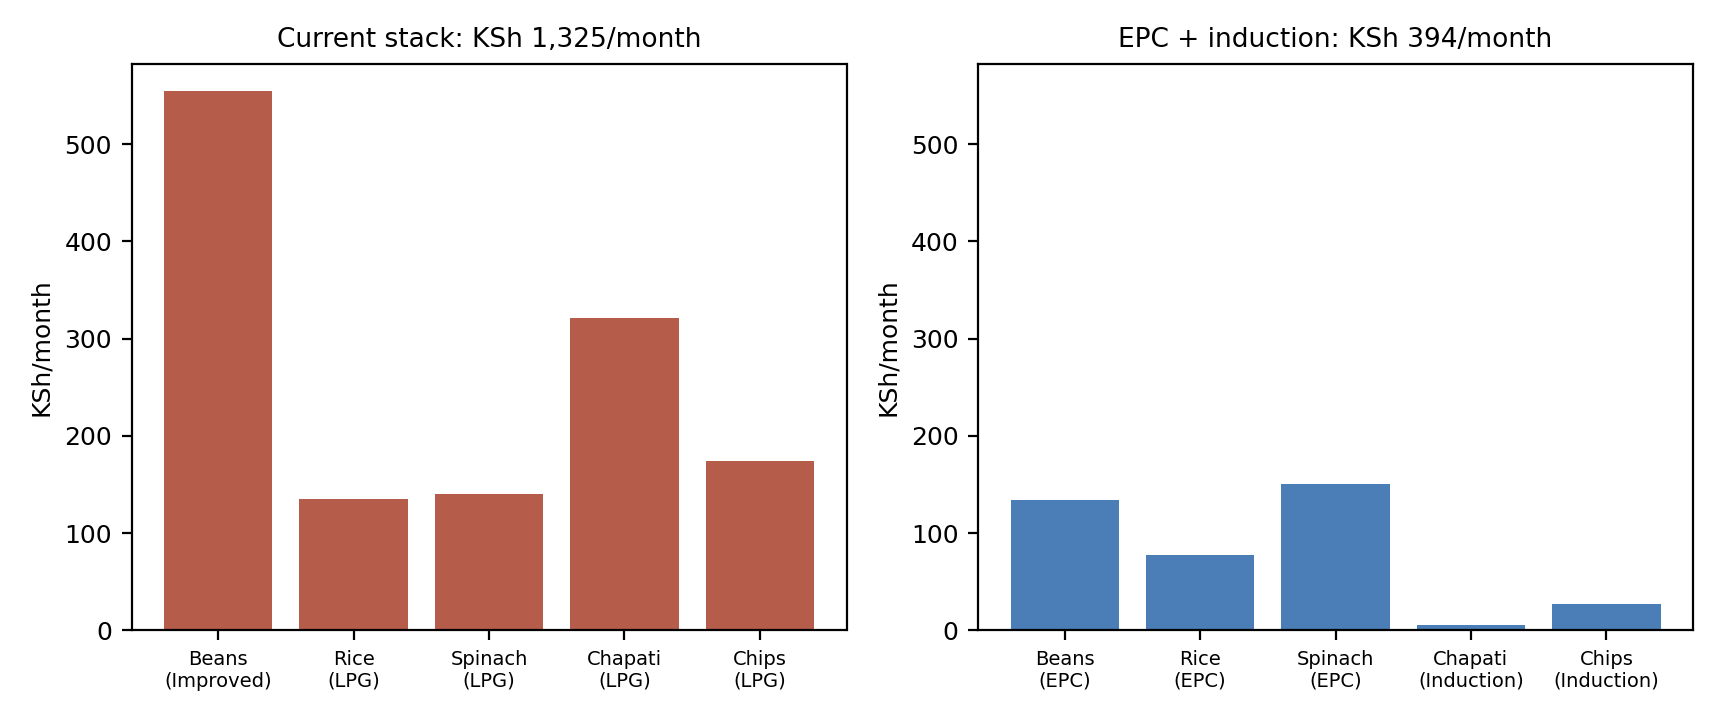 Current stack: KSh 1,325/month
KSh/month
500
400
300
200
100
0
Beans
(Improved)
Rice
(LPG)
Spinach
(LPG)
Chapati
(LPG)
Chips
(LPG)
EPC + induction: KSh 394/month
KSh/month
500
400
300
200
100
0
Beans
(EPC)
Rice
(EPC)
Spinach
(EPC)
Chapati
(Induction)
Chips
(Induction)